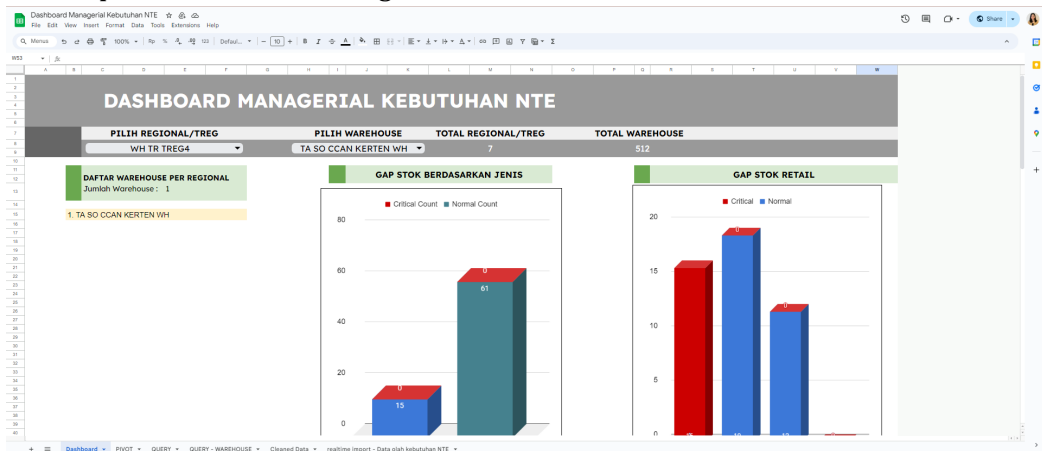 Dashboard Managerial Kebutuhan NTE
File Edit View Insert Format Data Tools Extensions Help
Share
Menus 100% Rp % 123 Defaul... − 10 + B I A
W53 fx
A B C D E F G H I J K L M N O P Q R S T U V W
DASHBOARD MANAGERIAL KEBUTUHAN NTE
PILIH REGIONAL/TREG PILIH WAREHOUSE TOTAL REGIONAL/TREG TOTAL WAREHOUSE
WH TR TREG4 TA SO CCAN KERTEN WH 7 512
DAFTAR WAREHOUSE PER REGIONAL
Jumlah Warehouse : 1
1. TA SO CCAN KERTEN WH
GAP STOK BERDASARKAN JENIS
Critical Count Normal Count
80
60
40
20
0
0
61
0
15
GAP STOK RETAIL
Critical Normal
20
15
10
5
0
0
0
Dashboard PIVOT QUERY QUERY - WAREHOUSE Cleaned Data realtime import - Data olah kebutuhan NTE